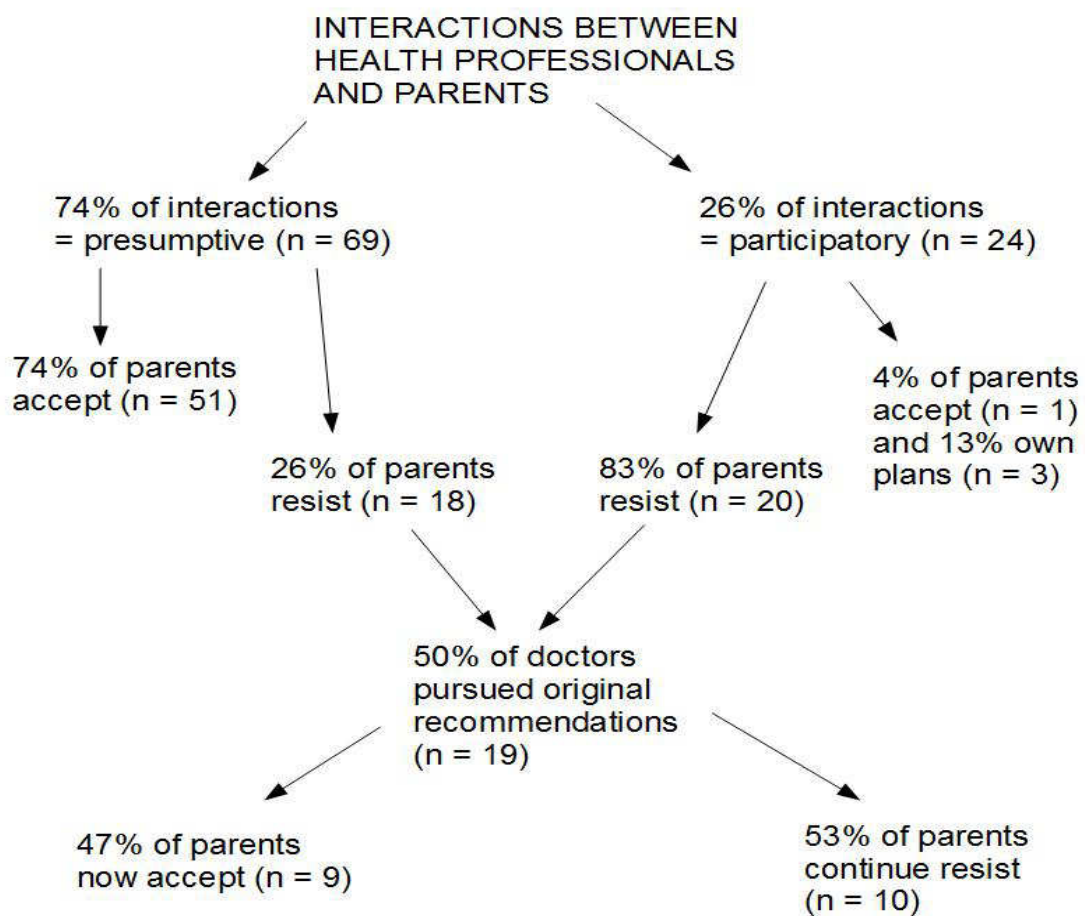 INTERACTIONS BETWEEN
HEALTH PROFESSIONALS
AND PARENTS
74% of interactions
= presumptive (n = 69)
26% of interactions
= participatory (n = 24)
74% of parents
accept (n = 51)
4% of parents
accept (n = 1)
and 13% own
plans (n = 3)
26% of parents
resist (n = 18)
83% of parents
resist (n = 20)
50% of doctors
pursued original
recommendations
(n = 19)
47% of parents
now accept (n = 9)
53% of parents
continue resist
(n = 10)